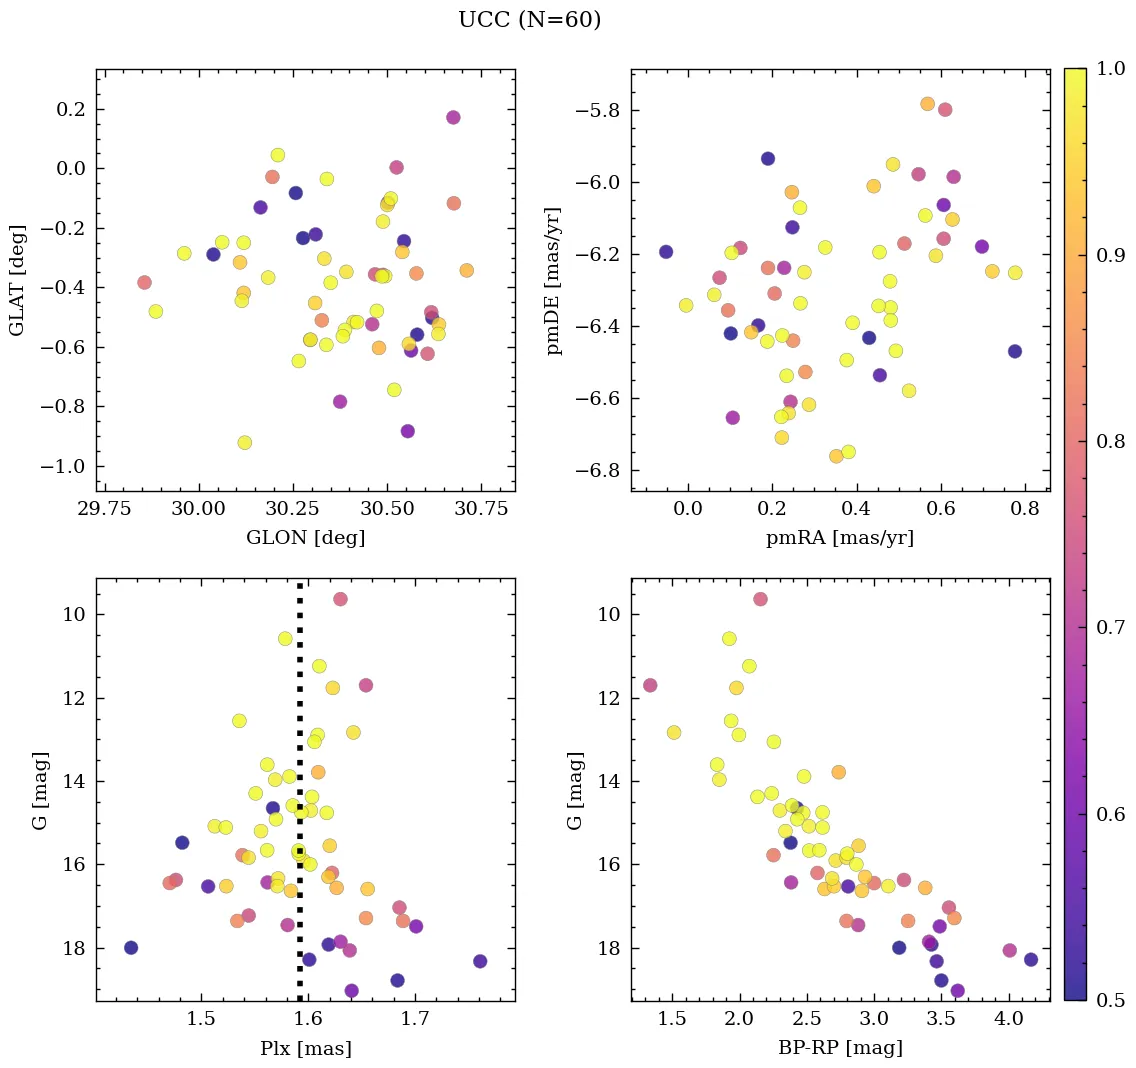 UCC (N=60)
0.2
0.0
−0.2
−0.4
−0.6
−0.8
−1.0
GLAT [deg]
29.75 30.00 30.25 30.50 30.75
GLON [deg]
−5.8
−6.0
−6.2
−6.4
−6.6
−6.8
pmDE [mas/yr]
0.0 0.2 0.4 0.6 0.8
pmRA [mas/yr]
10
12
14
16
18
G [mag]
1.5 1.6 1.7
Plx [mas]
10
12
14
16
18
G [mag]
1.5 2.0 2.5 3.0 3.5 4.0
BP-RP [mag]
1.0
0.9
0.8
0.7
0.6
0.5